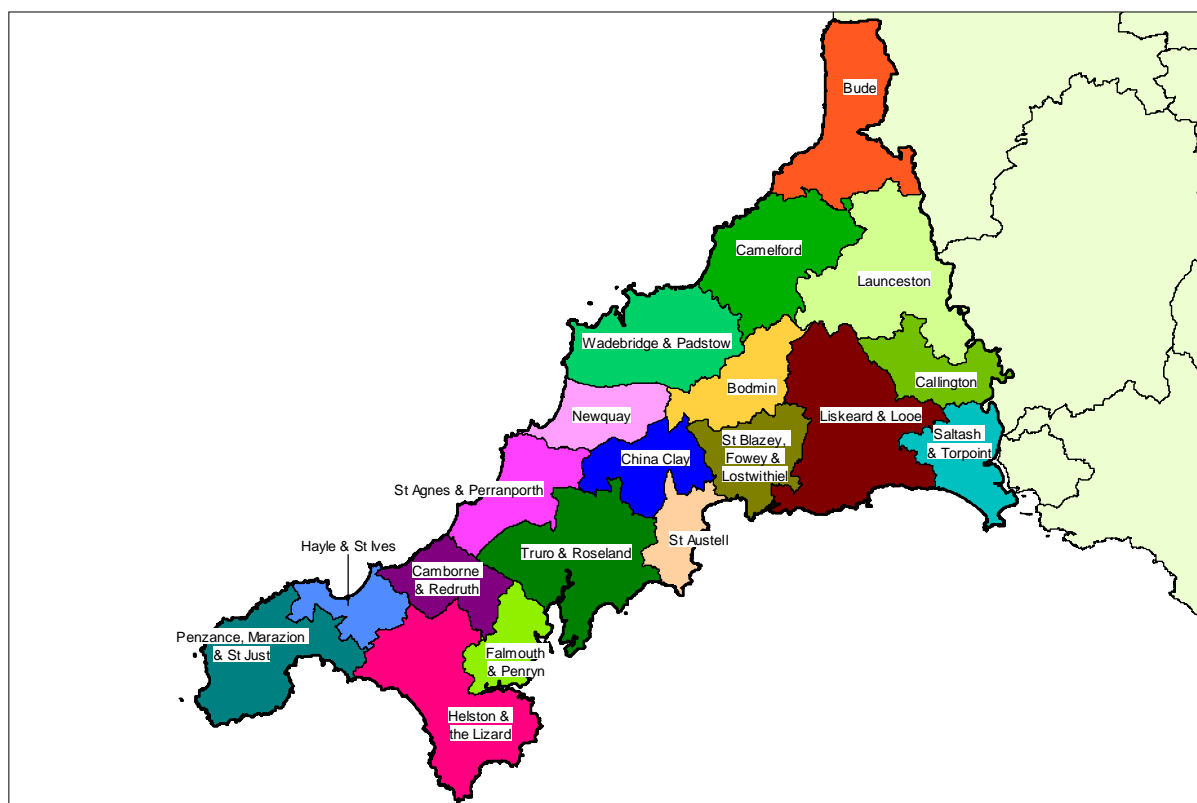 Bude
Camelford
Launceston
Wadebridge & Padstow
Callington
Bodmin
Newquay
Liskeard & Looe
Saltash
& Torpoint
St Blazey,
Fowey &
Lostwithiel
China Clay
St Agnes & Perranporth
St Austell
Hayle & St Ives
Truro & Roseland
Camborne
& Redruth
Penzance, Marazion
& St Just
Falmouth
& Penryn
Helston &
the Lizard